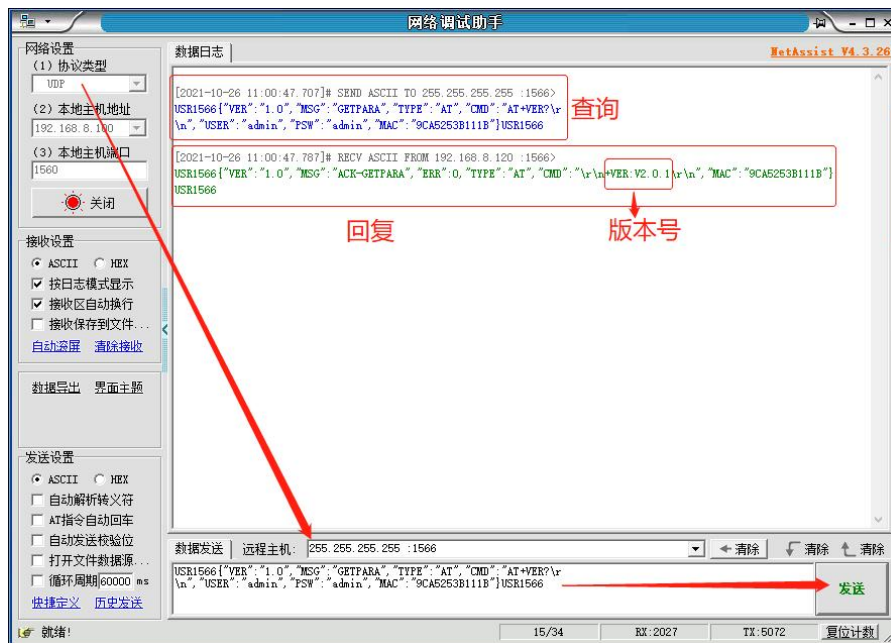 网络调试助手
网络设置
(1) 协议类型
UDP
(2) 本地主机地址
192.168.8.100
(3) 本地主机端口
1560
关闭
接收设置
ASCII HEX
按日志模式显示
接收区自动换行
接收保存到文件...
自动滚屏 清除接收
数据导出 界面主题
发送设置
ASCII HEX
自动解析转义符
AT指令自动回车
自动发送校验位
打开文件数据源...
循环周期 60000 ms
快捷定义 历史发送
数据日志
NetAssist V4.3.26
[2021-10-26 11:00:47.707]# SEND ASCII TO 255.255.255.255 :1566>
USR1566{"VER":"1.0","MSG":"GETPARA","TYPE":"AT","CMD":"AT+VER?\r
\n","USER":"admin","PSW":"admin","MAC":"9CA5253B111B"}USR1566
查询
[2021-10-26 11:00:47.787]# RECV ASCII FROM 192.168.8.120 :1566>
USR1566{"VER":"1.0","MSG":"ACK-GETPARA","ERR":0,"TYPE":"AT","CMD":"\r\n+VER:V2.0.1\r\n","MAC":"9CA5253B111B"}
USR1566
回复
版本号
数据发送 远程主机: 255.255.255.255 :1566 清除 清除 清除
USR1566{"VER":"1.0","MSG":"GETPARA","TYPE":"AT","CMD":"AT+VER?\r
\n","USER":"admin","PSW":"admin","MAC":"9CA5253B111B"}USR1566
发送
就绪! 15/34 RX:2027 TX:5072 复位计数